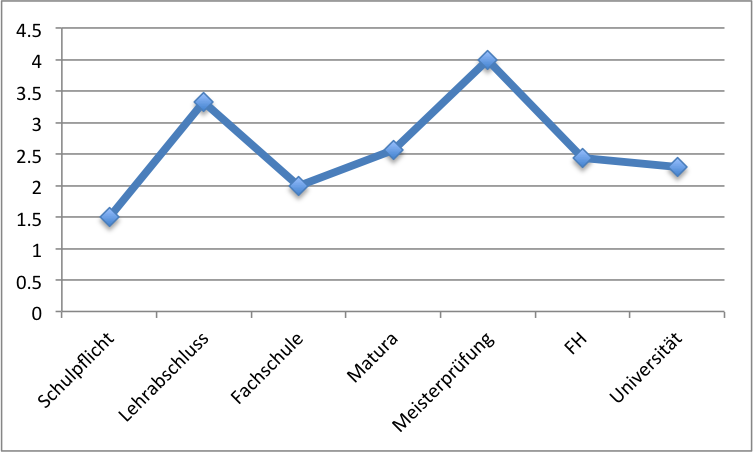 4.5
4
3.5
3
2.5
2
1.5
1
0.5
0
Schulpflicht
Lehrabschluss
Fachschule
Matura
Meisterprüfung
FH
Universität